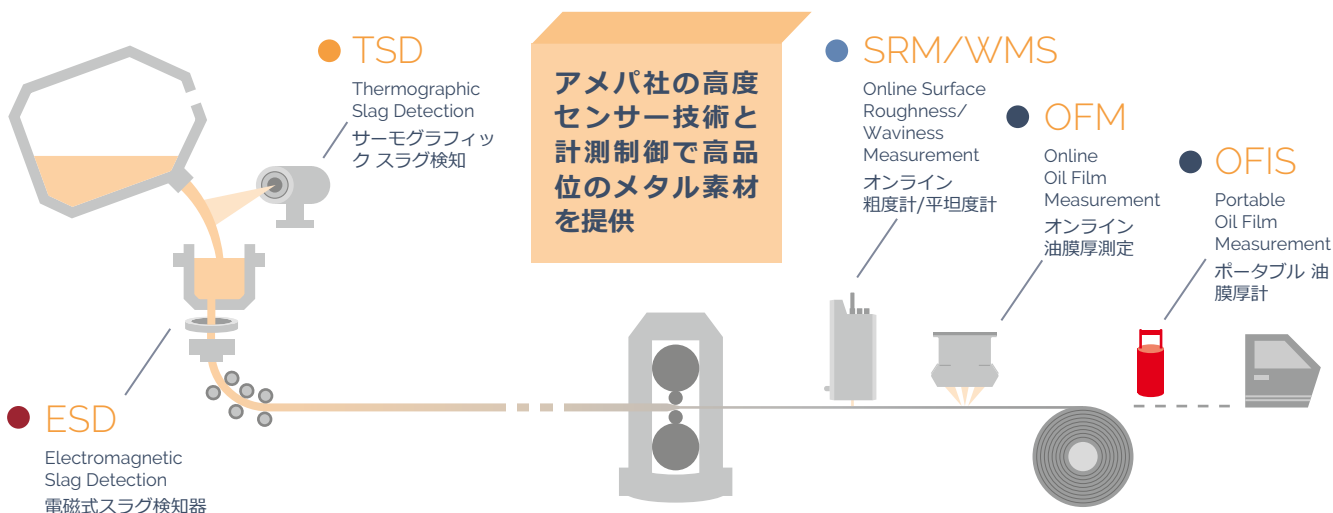 TSD
Thermographic
Slag Detection
サーモグラフィッ
ク スラグ検知
アメパ社の高度
センサー技術と
計測制御で高品
位のメタル素材
を提供
SRM/WMS
Online Surface
Roughness/
Waviness
Measurement
オンライン
粗度計/平坦度計
OFM
Online
Oil Film
Measurement
オンライン
油膜厚測定
OFIS
Portable
Oil Film
Measurement
ポータブル 油
膜厚計
ESD
Electromagnetic
Slag Detection
電磁式スラグ検知器